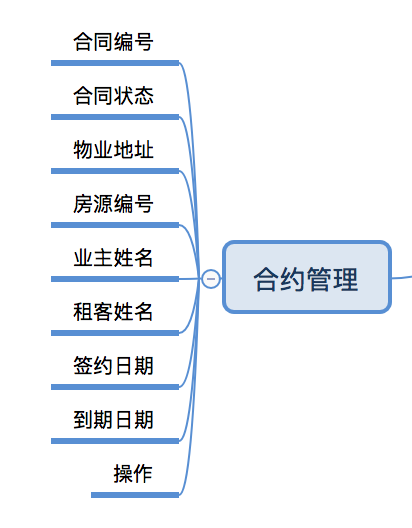 合同编号
合同状态
物业地址
房源编号
业主姓名
合约管理
租客姓名
签约日期
到期日期
操作